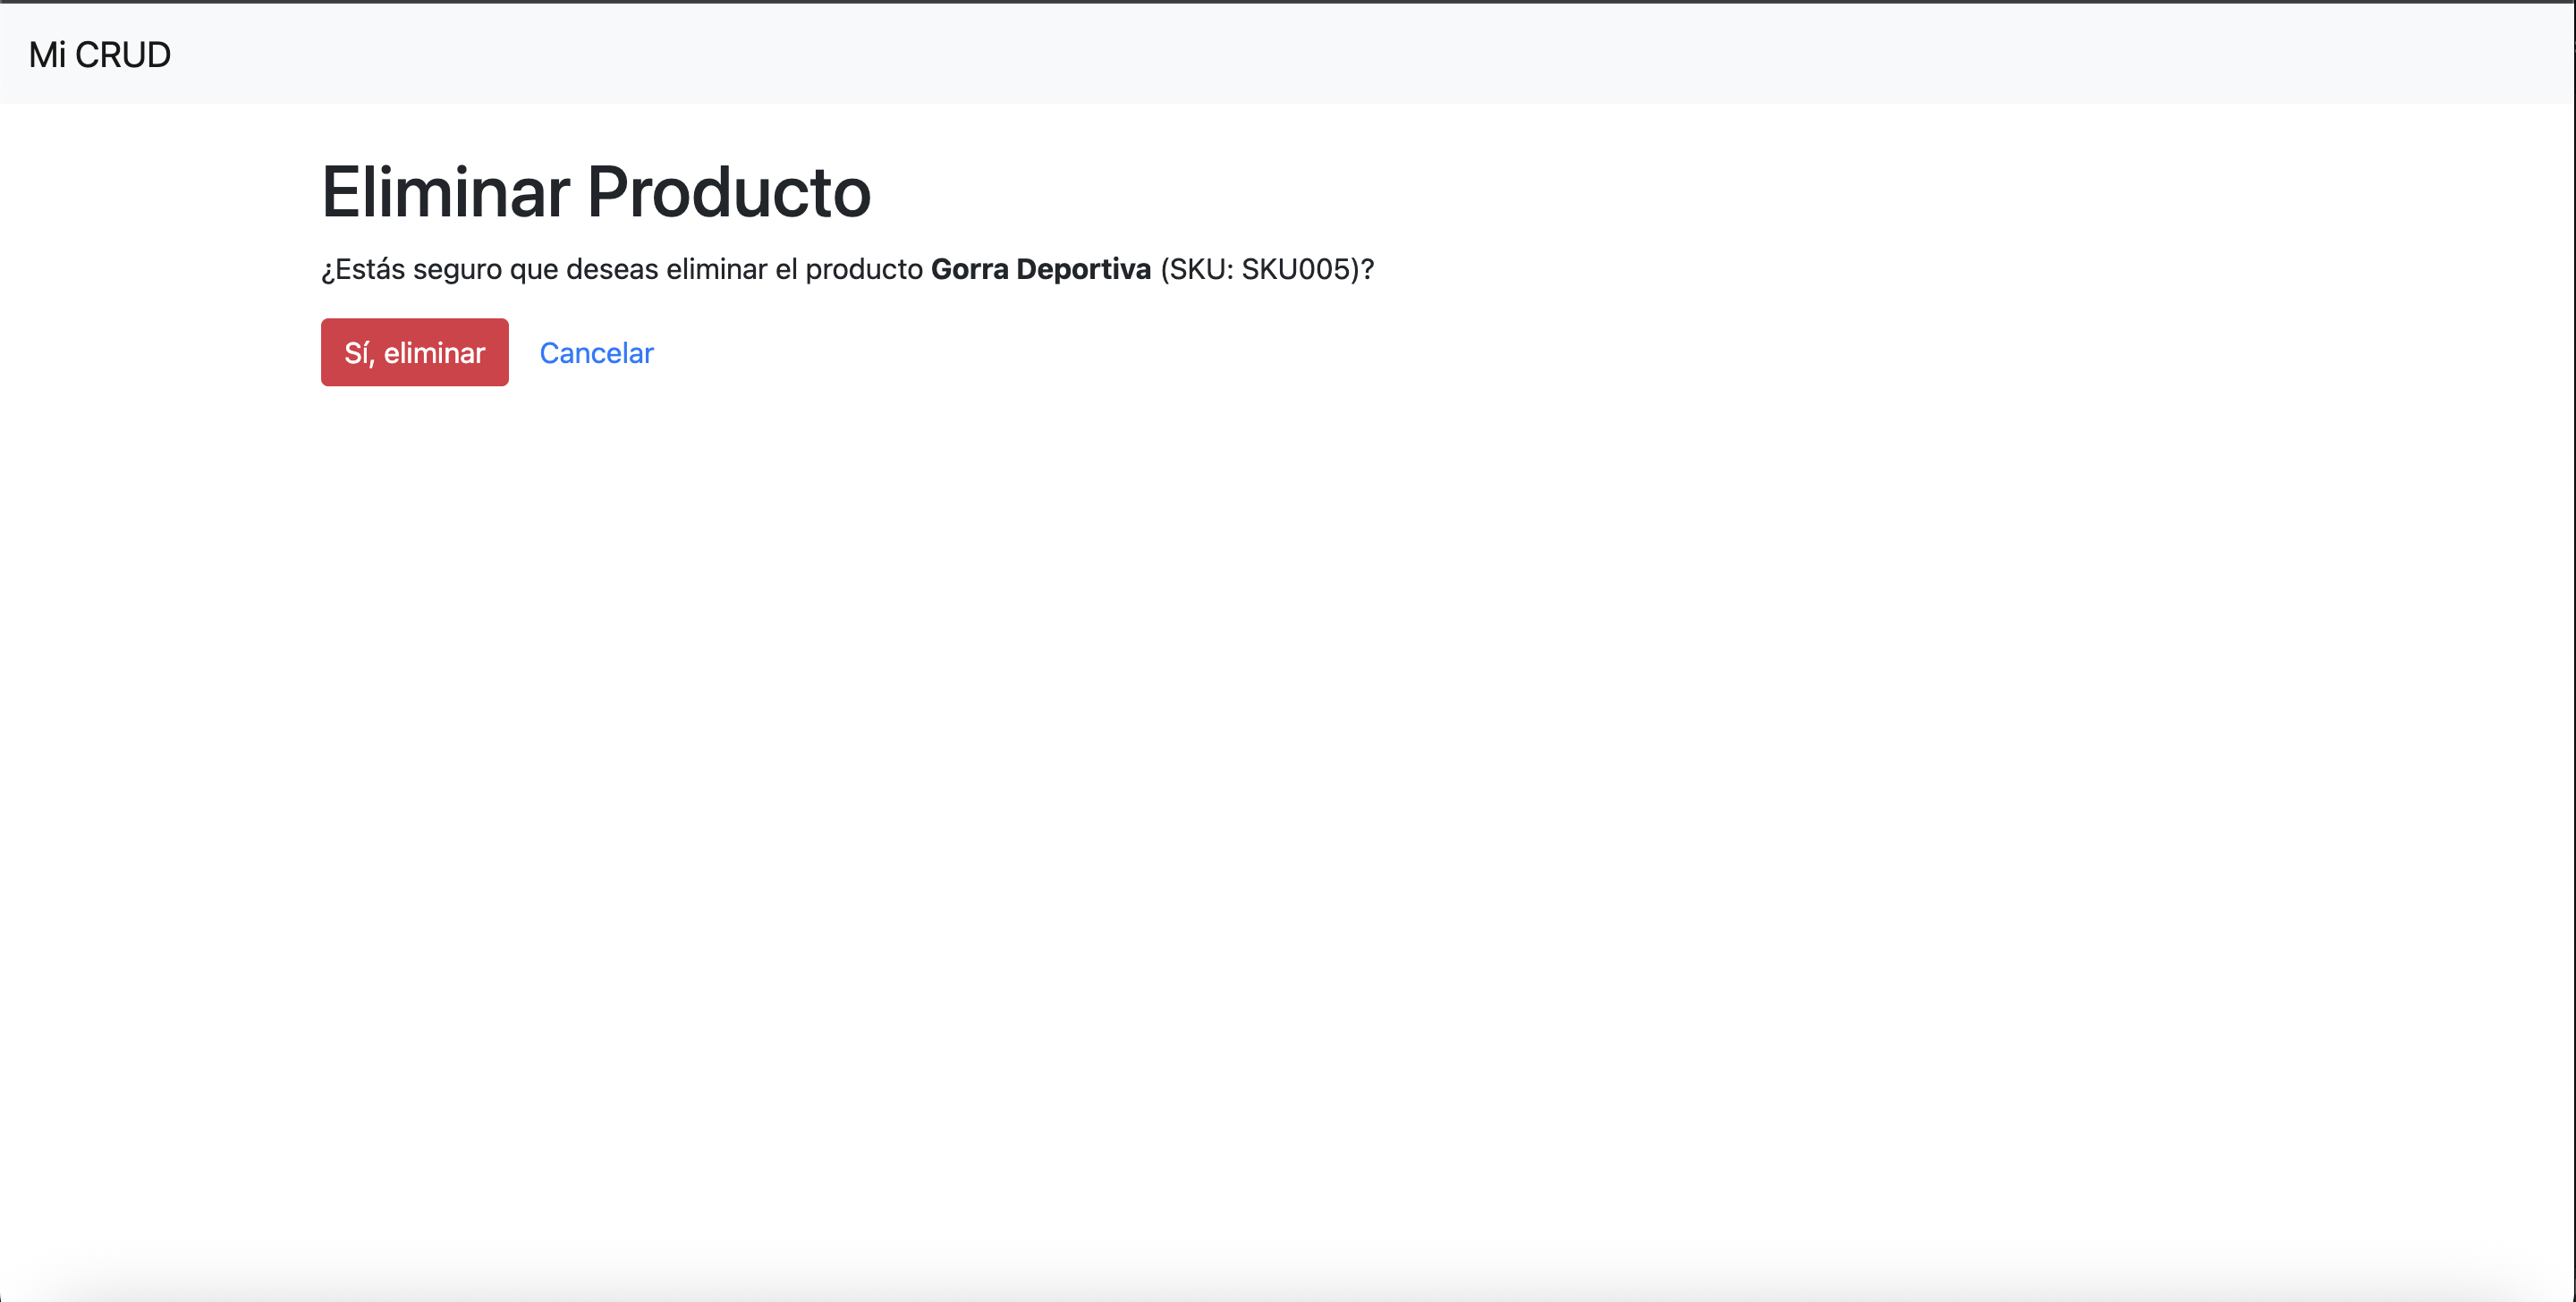 Mi CRUD
Eliminar Producto
¿Estás seguro que deseas eliminar el producto Gorra Deportiva (SKU: SKU005)?
Sí, eliminar Cancelar